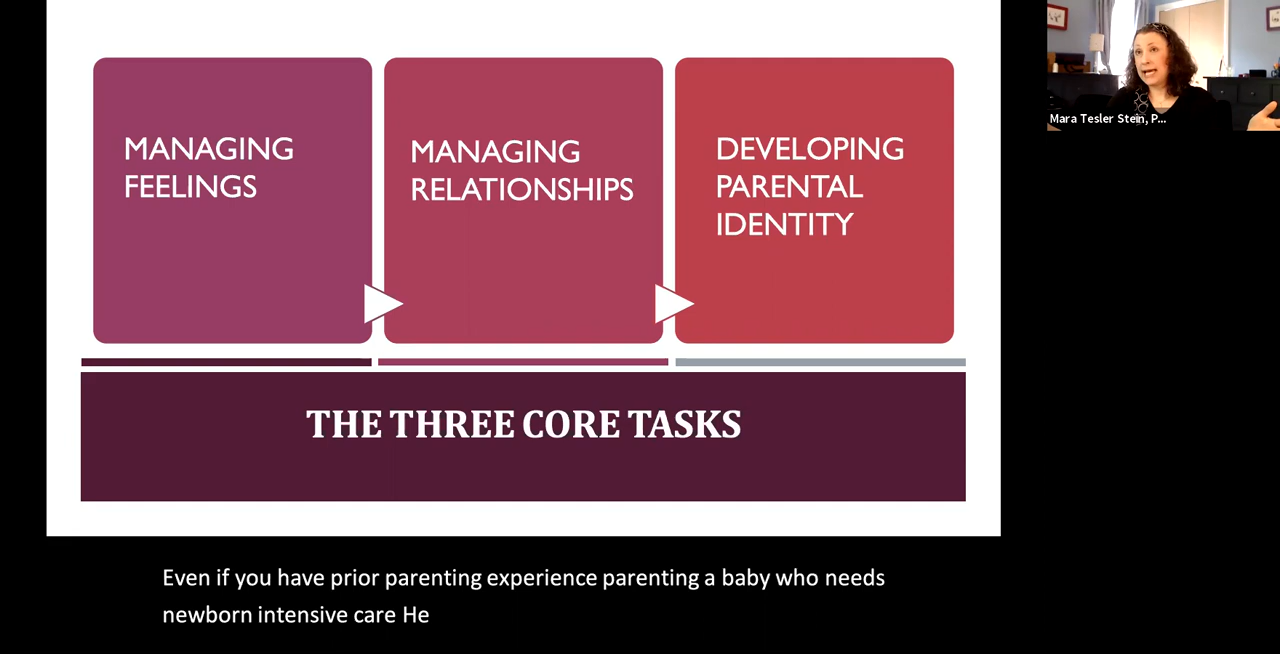 MANAGING
FEELINGS
MANAGING
RELATIONSHIPS
DEVELOPING
PARENTAL
IDENTITY
THE THREE CORE TASKS
Mara Tesler Stein, P...
Even if you have prior parenting experience parenting a baby who needs
newborn intensive care He